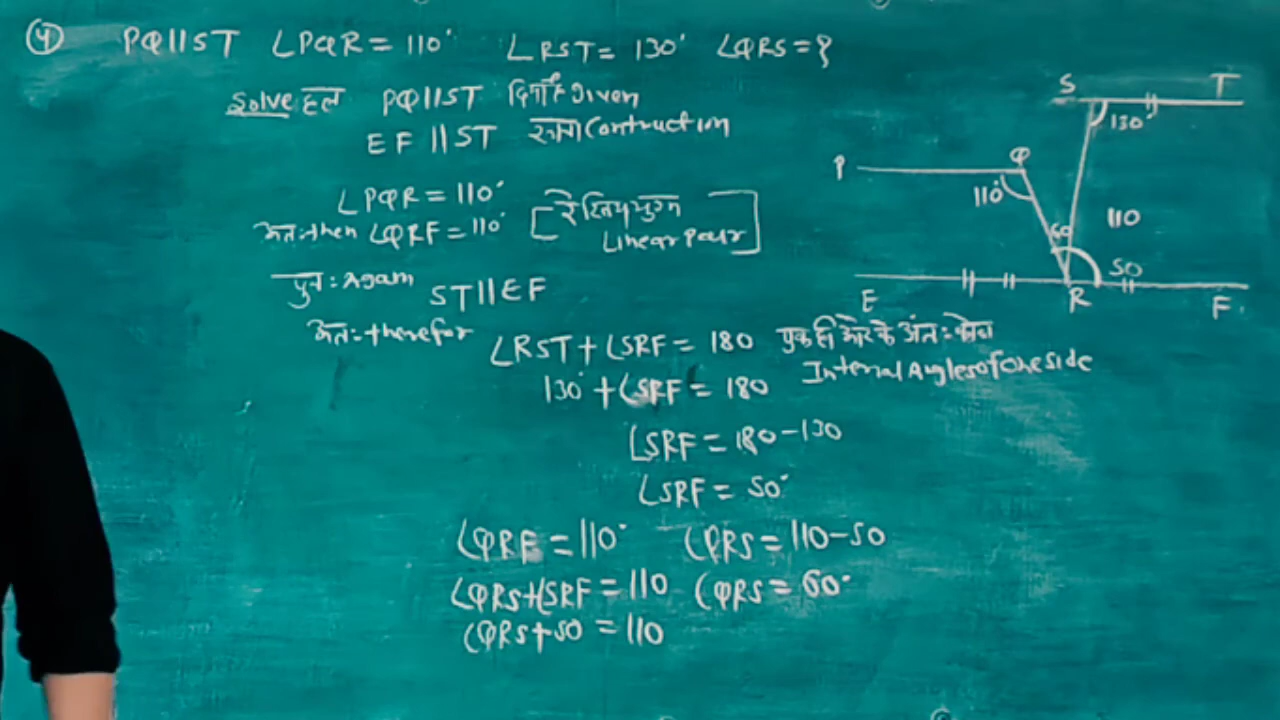 ④ PQ||ST ∠PQR = 110° ∠RST = 130° ∠QRS = ?
Solve हल PQ||ST दिया है Given
EF || ST रचना Contruction
∠PQR = 110°
अतः then ∠QRF = 110° [रैखिय युग्म Linear Pair]
पुनः Again ST||EF
अतः therefor
∠RST + ∠SRF = 180 एक ही ओर के अंतः कोण
Internal Angles of One side
130° + ∠SRF = 180
∠SRF = 180 - 130
∠SRF = 50°
∠QRF = 110° ∠QRS = 110 - 50
∠QRS + ∠SRF = 110 ∠QRS = 60°
∠QRS + 50 = 110
S T
130°
P Q
110°
110
60
50
E R F